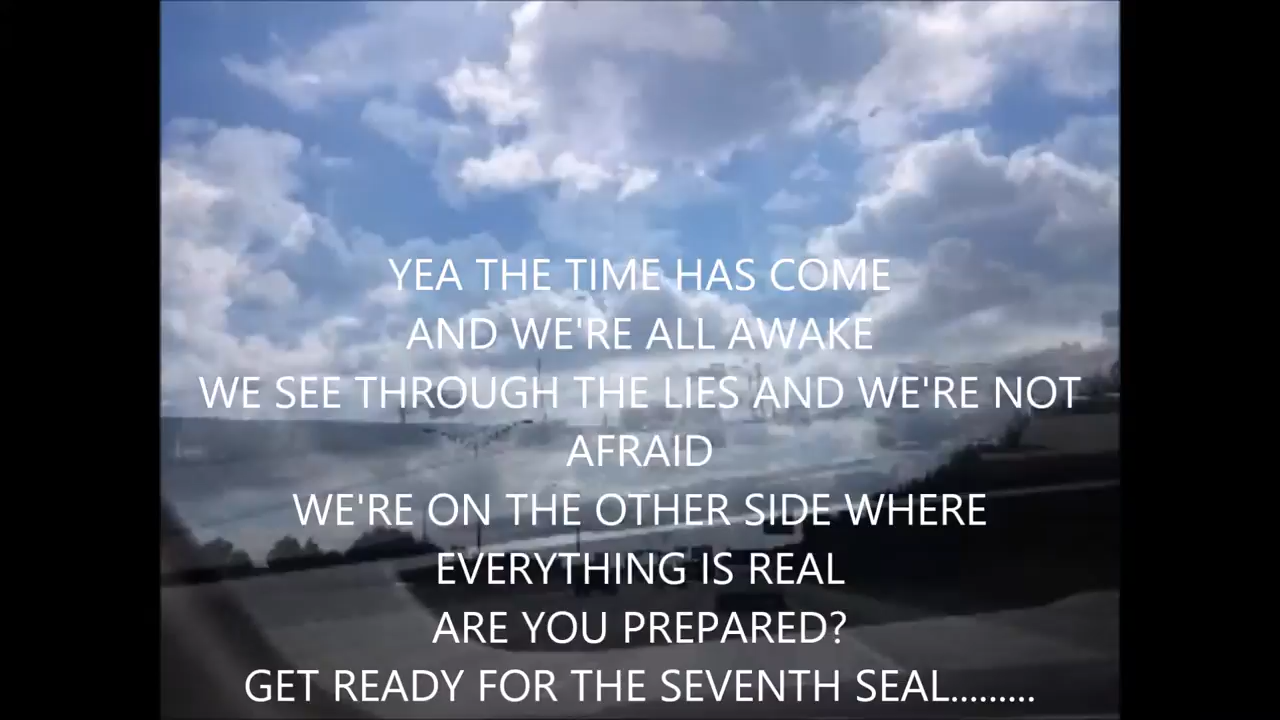 YEA THE TIME HAS COME
AND WE'RE ALL AWAKE
WE SEE THROUGH THE LIES AND WE'RE NOT
AFRAID
WE'RE ON THE OTHER SIDE WHERE
EVERYTHING IS REAL
ARE YOU PREPARED?
GET READY FOR THE SEVENTH SEAL.........